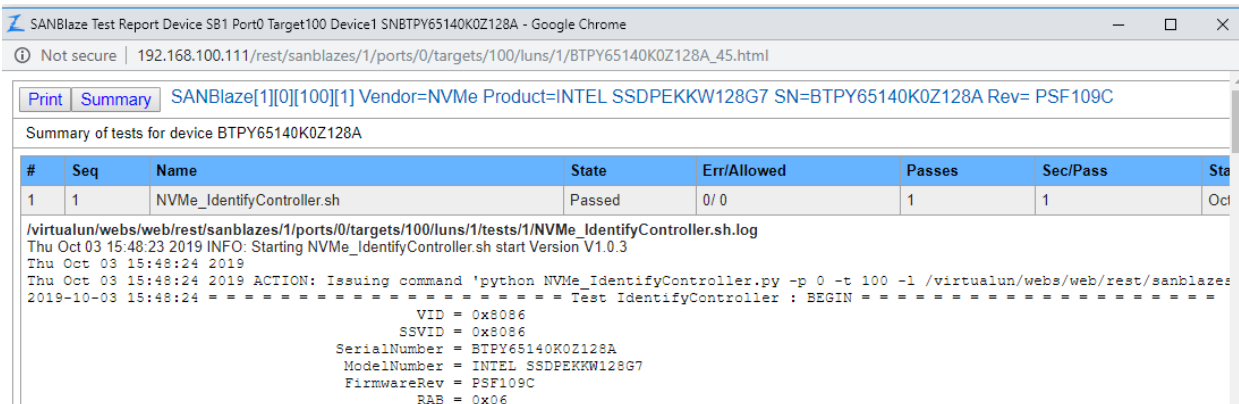 SANBlaze Test Report Device SB1 Port0 Target100 Device1 SNBTPY65140K0Z128A - Google Chrome
Not secure | 192.168.100.111/rest/sanblazes/1/ports/0/targets/100/luns/1/BTPY65140K0Z128A_45.html
Print Summary SANBlaze[1][0][100][1] Vendor=NVMe Product=INTEL SSDPEKKW128G7 SN=BTPY65140K0Z128A Rev= PSF109C
Summary of tests for device BTPY65140K0Z128A
# Seq Name State Err/Allowed Passes Sec/Pass Sta
1 1 NVMe_IdentifyController.sh Passed 0/ 0 1 1 Oct
/virtualun/webs/web/rest/sanblazes/1/ports/0/targets/100/luns/1/tests/1/NVMe_IdentifyController.sh.log
Thu Oct 03 15:48:23 2019 INFO: Starting NVMe_IdentifyController.sh start Version V1.0.3
Thu Oct 03 15:48:24 2019
Thu Oct 03 15:48:24 2019 ACTION: Issuing command 'python NVMe_IdentifyController.py -p 0 -t 100 -l /virtualun/webs/web/rest/sanblazes
2019-10-03 15:48:24 = = = = = = = = = = = = = = = = = = = = Test IdentifyController : BEGIN = = = = = = = = = = = = = = = = = = = =
VID = 0x8086
SSVID = 0x8086
SerialNumber = BTPY65140K0Z128A
ModelNumber = INTEL SSDPEKKW128G7
FirmwareRev = PSF109C
RAB = 0x06